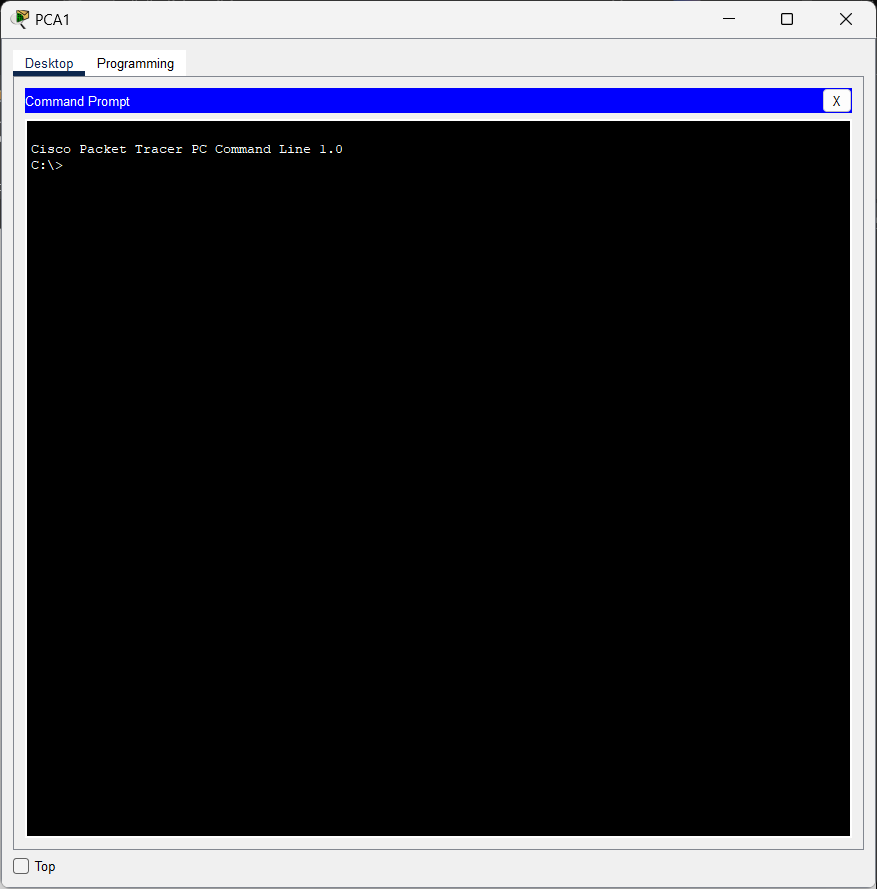 PCA1
Desktop Programming
Command Prompt X
Cisco Packet Tracer PC Command Line 1.0
C:\>
Top